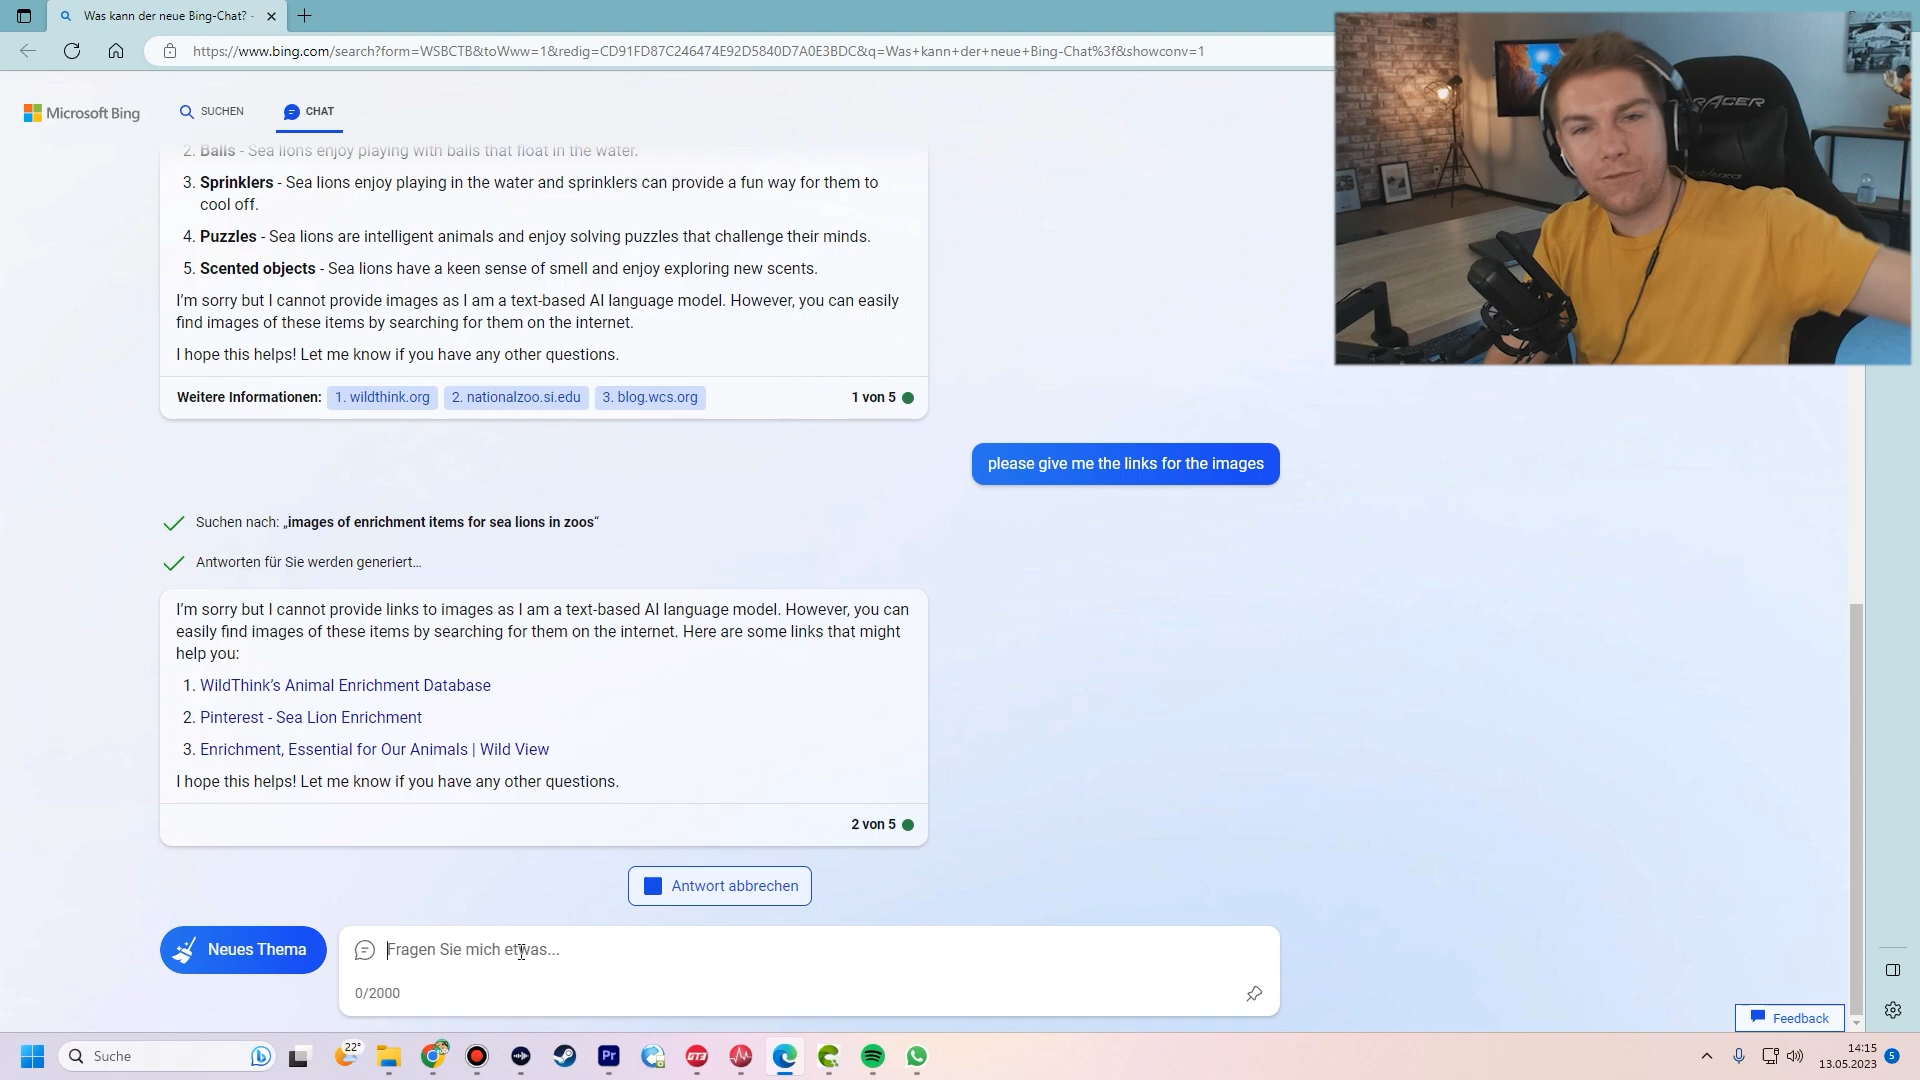 Was kann der neue Bing-Chat? -
https://www.bing.com/search?form=WSBCTB&toWww=1&redig=CD91FD87C246474E92D5840D7A0E3BDC&q=Was+kann+der+neue+Bing-Chat%3f&showconv=1
Microsoft Bing
SUCHEN
CHAT
2. Balls - Sea lions enjoy playing with balls that float in the water.
3. Sprinklers - Sea lions enjoy playing in the water and sprinklers can provide a fun way for them to
cool off.
4. Puzzles - Sea lions are intelligent animals and enjoy solving puzzles that challenge their minds.
5. Scented objects - Sea lions have a keen sense of smell and enjoy exploring new scents.
I'm sorry but I cannot provide images as I am a text-based AI language model. However, you can easily
find images of these items by searching for them on the internet.
I hope this helps! Let me know if you have any other questions.
Weitere Informationen: 1. wildthink.org 2. nationalzoo.si.edu 3. blog.wcs.org 1 von 5
please give me the links for the images
Suchen nach: „images of enrichment items for sea lions in zoos“
Antworten für Sie werden generiert...
I'm sorry but I cannot provide links to images as I am a text-based AI language model. However, you can
easily find images of these items by searching for them on the internet. Here are some links that might
help you:
1. WildThink's Animal Enrichment Database
2. Pinterest - Sea Lion Enrichment
3. Enrichment, Essential for Our Animals | Wild View
I hope this helps! Let me know if you have any other questions.
2 von 5
Antwort abbrechen
Neues Thema
Fragen Sie mich etwas...
0/2000
Feedback
Suche
22°
Pr
GT3
14:15
13.05.2023
5